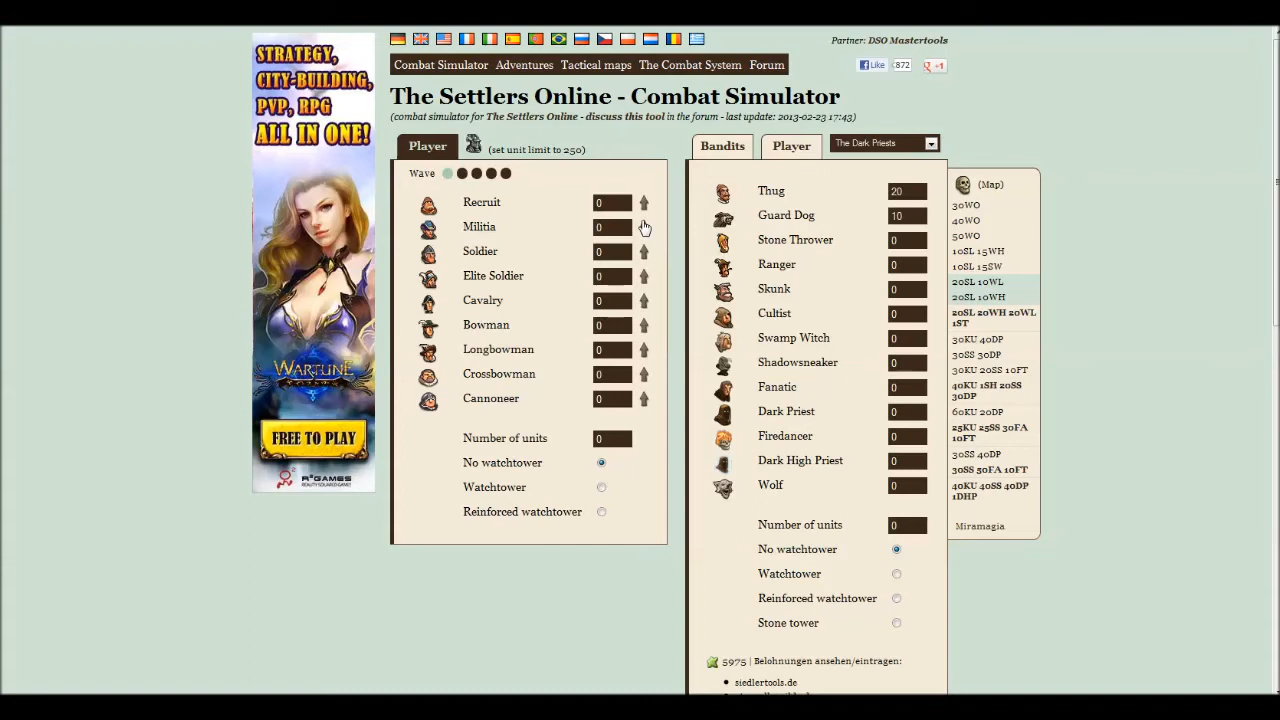 STRATEGY,
CITY-BUILDING,
PVP, RPG
ALL IN ONE!
WARTUNE
FREE TO PLAY
R2GAMES
REALITY SQUARED GAME!
Partner: DSO Mastertools
Combat Simulator Adventures Tactical maps The Combat System Forum
Like 872 +1
The Settlers Online - Combat Simulator
(combat simulator for The Settlers Online - discuss this tool in the forum - last update: 2013-02-23 17:43)
Player (set unit limit to 250)
Wave
Recruit 0
Militia 0
Soldier 0
Elite Soldier 0
Cavalry 0
Bowman 0
Longbowman 0
Crossbowman 0
Cannoneer 0
Number of units 0
No watchtower
Watchtower
Reinforced watchtower
Bandits Player The Dark Priests
Thug 20
Guard Dog 10
Stone Thrower 0
Ranger 0
Skunk 0
Cultist 0
Swamp Witch 0
Shadowsneaker 0
Fanatic 0
Dark Priest 0
Firedancer 0
Dark High Priest 0
Wolf 0
Number of units 0
No watchtower
Watchtower
Reinforced watchtower
Stone tower
5975 | Belohnungen ansehen/eintragen:
siedlertools.de
(Map)
30WO
40WO
50WO
10SL 15WH
10SL 15SW
20SL 10WL
20SL 10WH
20SL 20WH 20WL
1ST
30KU 40DP
30SS 30DP
30KU 20SS 10FT
40KU 1SH 20SS
30DP
60KU 20DP
25KU 25SS 30FA
10FT
30SS 40DP
30SS 50FA 10FT
40KU 40SS 40DP
1DHP
Miramagia